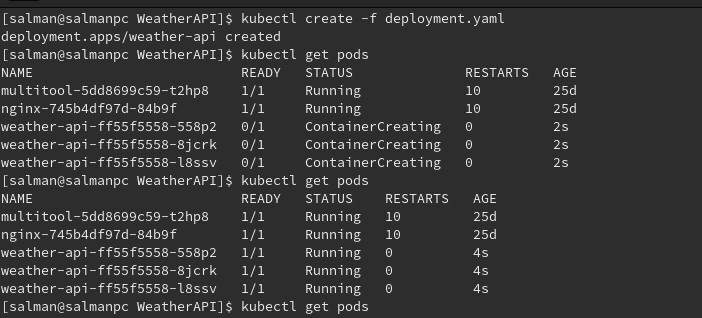 [salman@salmanpc WeatherAPI]$ kubectl create -f deployment.yaml
deployment.apps/weather-api created
[salman@salmanpc WeatherAPI]$ kubectl get pods
NAME                          READY   STATUS              RESTARTS   AGE
multitool-5dd8699c59-t2hp8    1/1     Running             10         25d
nginx-745b4df97d-84b9f        1/1     Running             10         25d
weather-api-ff55f5558-558p2   0/1     ContainerCreating   0          2s
weather-api-ff55f5558-8jcrk   0/1     ContainerCreating   0          2s
weather-api-ff55f5558-l8ssv   0/1     ContainerCreating   0          2s
[salman@salmanpc WeatherAPI]$ kubectl get pods
NAME                          READY   STATUS    RESTARTS   AGE
multitool-5dd8699c59-t2hp8    1/1     Running   10         25d
nginx-745b4df97d-84b9f        1/1     Running   10         25d
weather-api-ff55f5558-558p2   1/1     Running   0          4s
weather-api-ff55f5558-8jcrk   1/1     Running   0          4s
weather-api-ff55f5558-l8ssv   1/1     Running   0          4s
[salman@salmanpc WeatherAPI]$ kubectl get pods